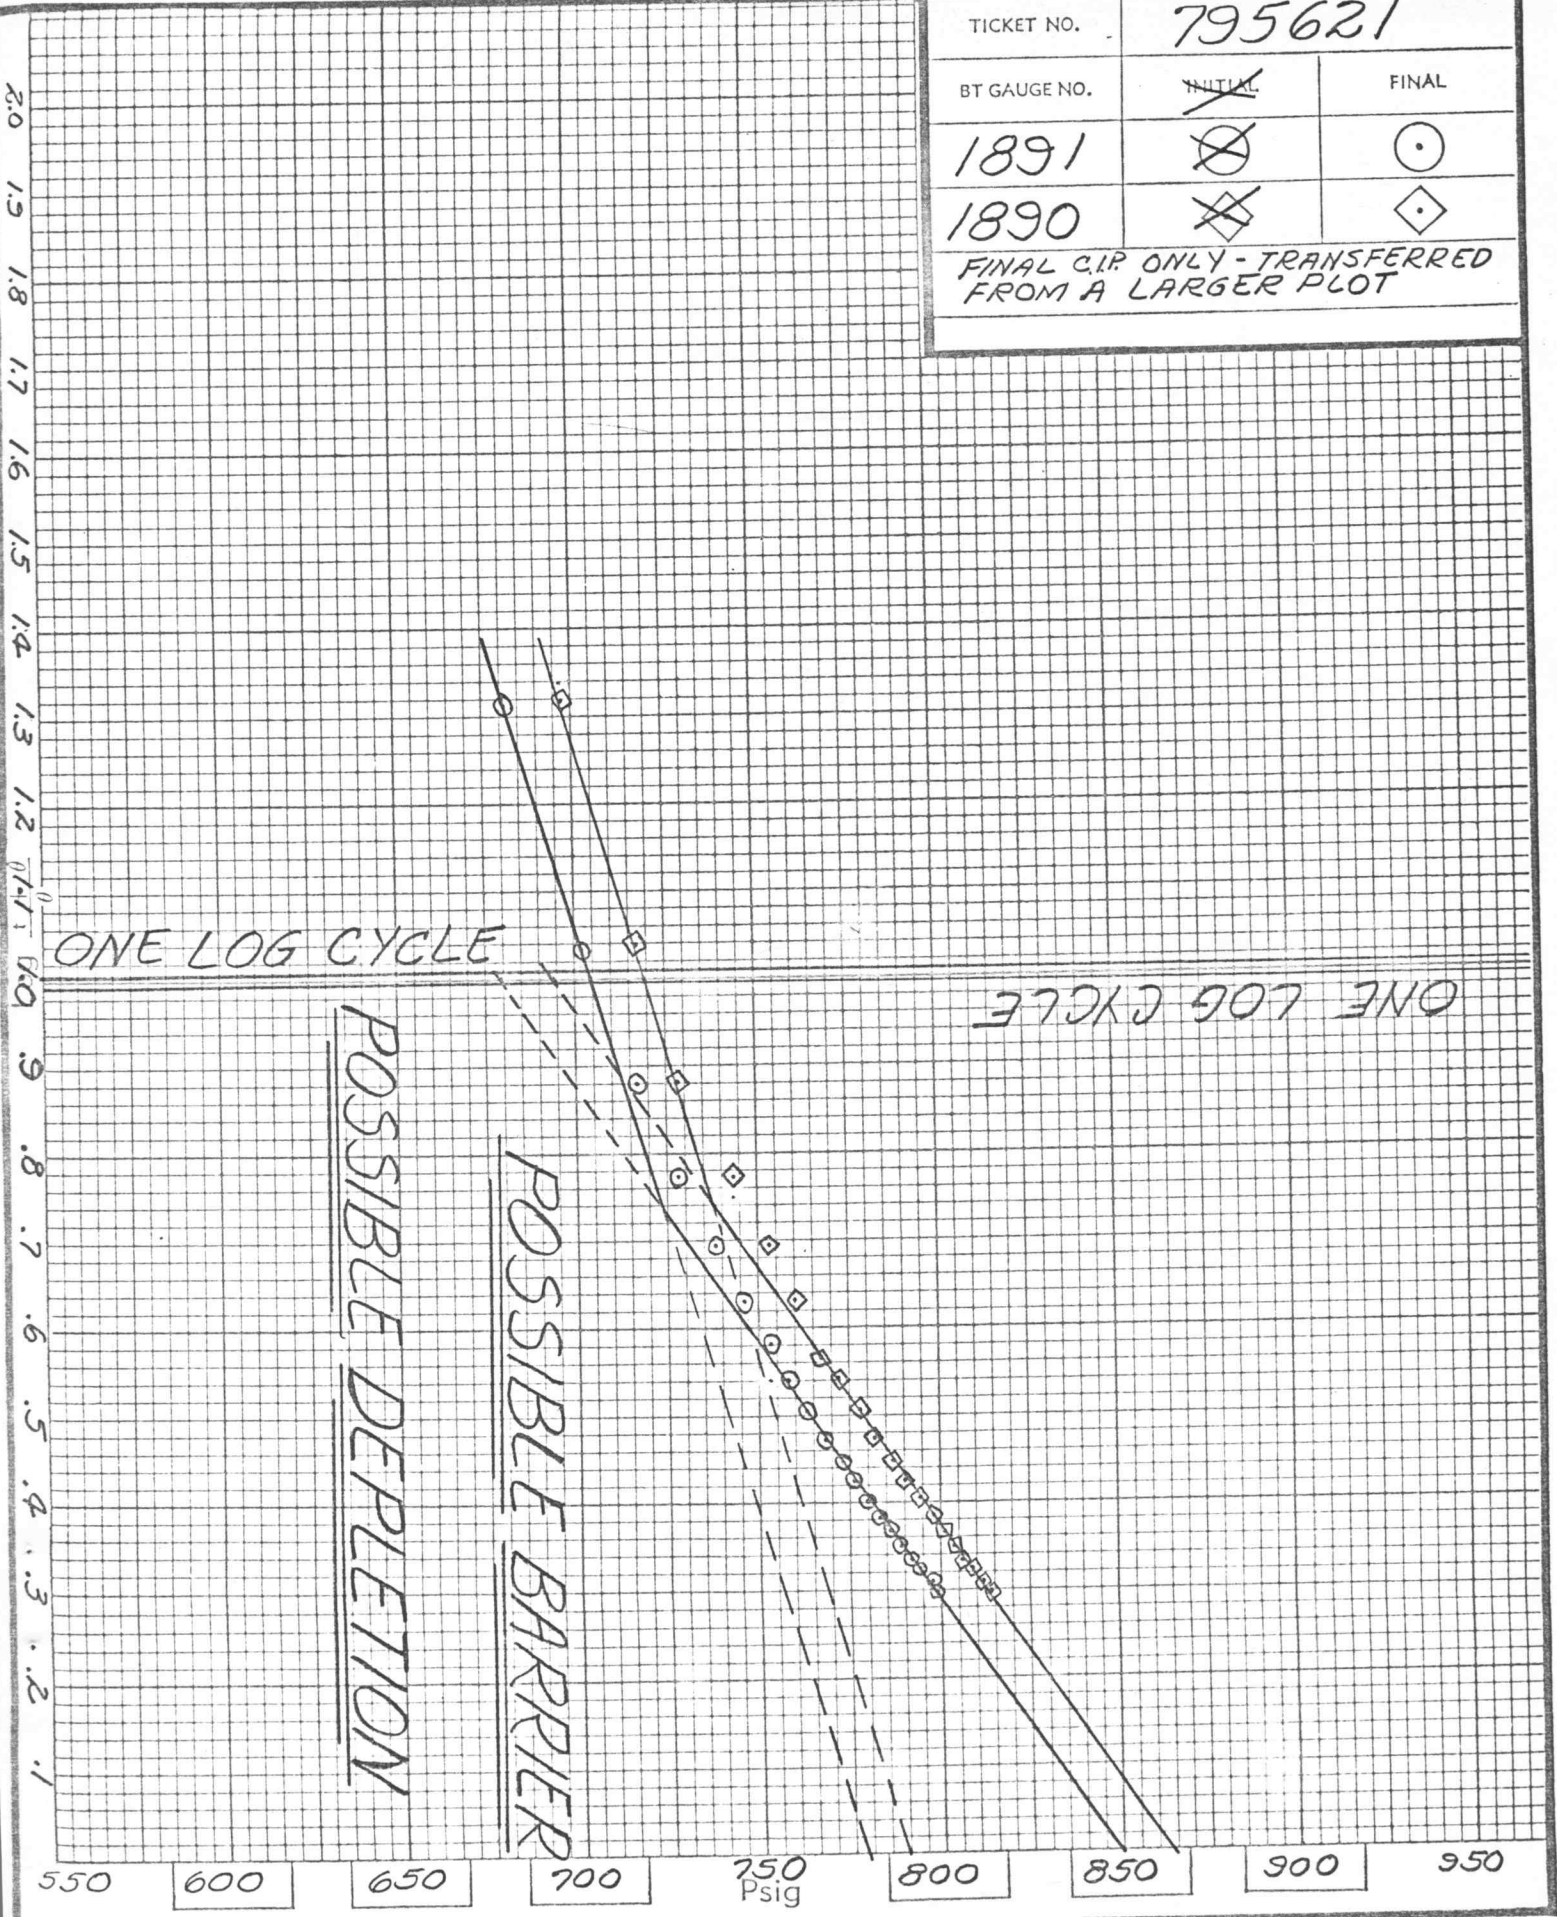 TICKET NO. 795621
BT GAUGE NO. INITIAL FINAL
1891
1890
FINAL C.I.P. ONLY - TRANSFERRED
FROM A LARGER PLOT
2.0
1.9
1.8
1.7
1.6
1.5
1.4
1.3
1.2
ONE LOG CYCLE
1.0
ONE LOG CYCLE
.9
.8
.7
.6
.5
.4
.3
.2
.1
POSSIBLE DEPLETION
POSSIBLE BARRIER
550 600 650 700 750 800 850 900 950
Psig